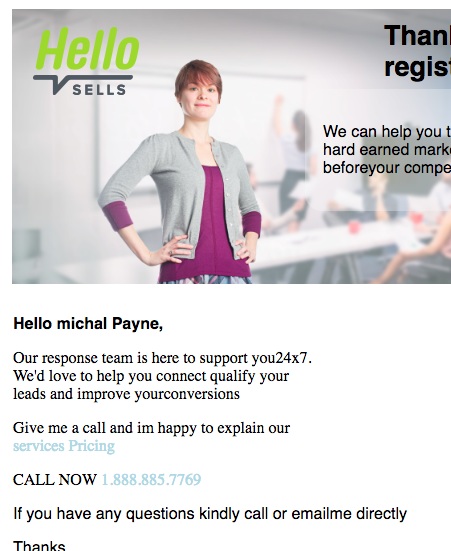 Hello
SELLS
Than
regist
We can help you t
hard earned mark
beforeyour compe
Hello michal Payne,
Our response team is here to support you24x7.
We'd love to help you connect qualify your
leads and improve yourconversions
Give me a call and im happy to explain our
services Pricing
CALL NOW 1.888.885.7769
If you have any questions kindly call or emailme directly
Thanks